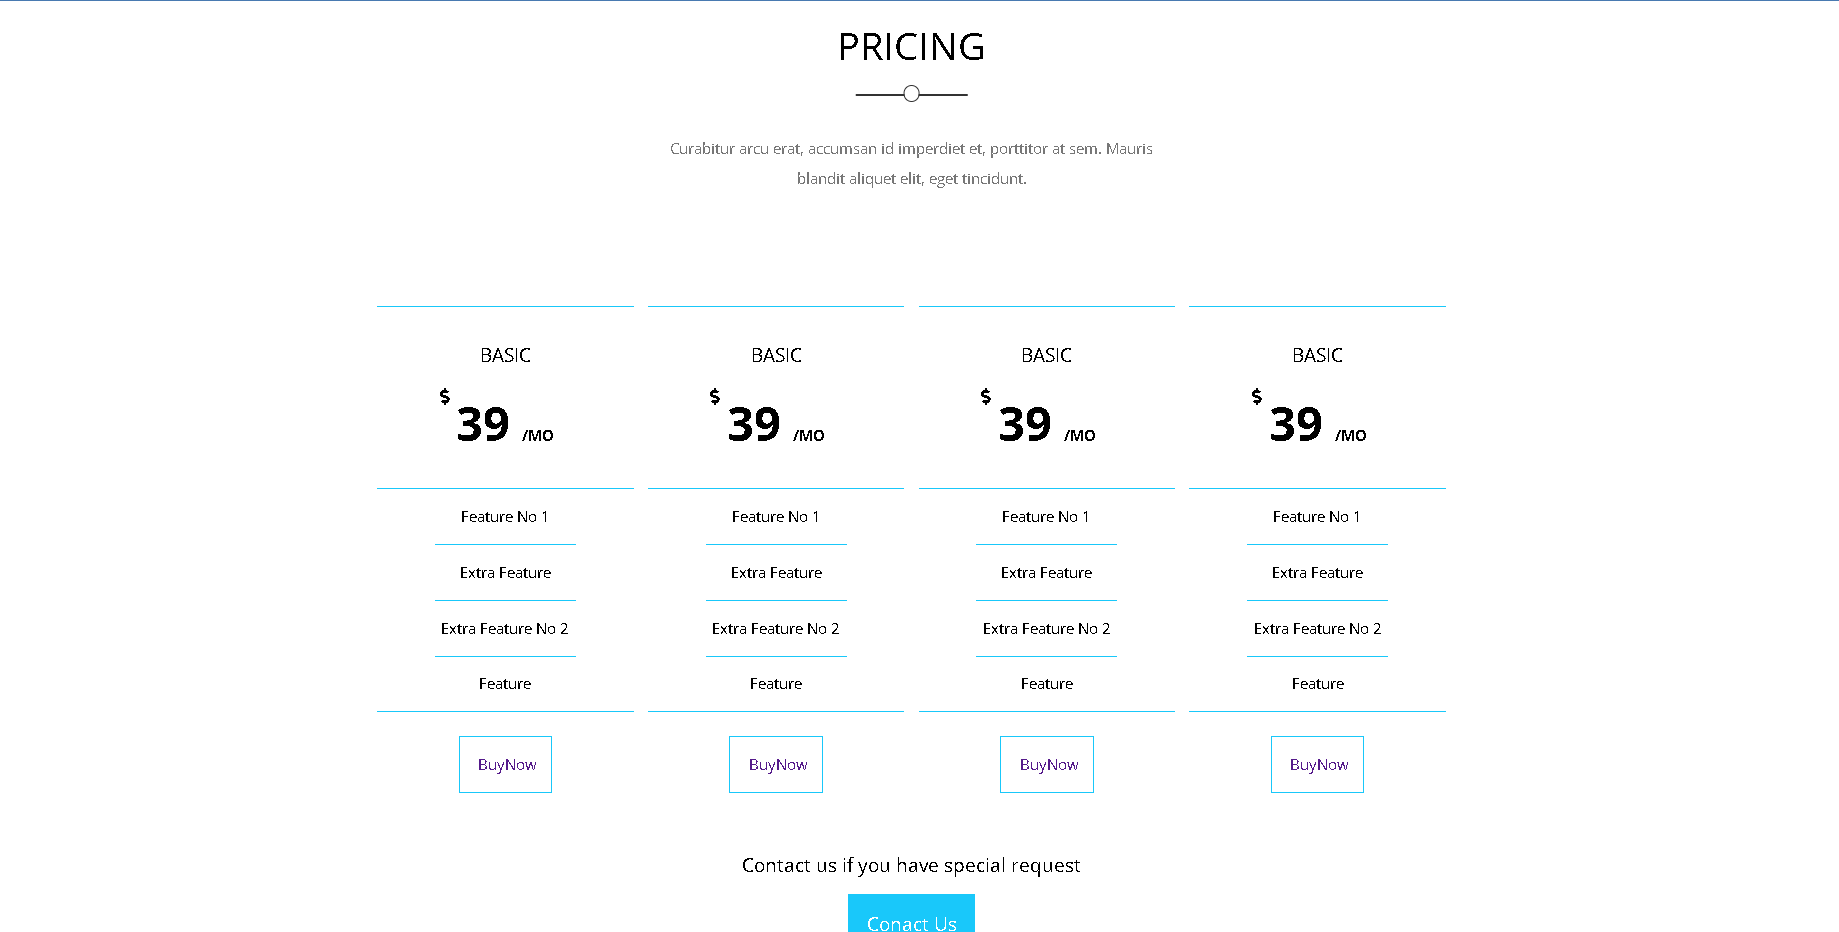 PRICING
Curabitur arcu erat, accumsan id imperdiet et, porttitor at sem. Mauris
blandit aliquet elit, eget tincidunt.
BASIC
$ 39 /MO
Feature No 1
Extra Feature
Extra Feature No 2
Feature
BuyNow
BASIC
$ 39 /MO
Feature No 1
Extra Feature
Extra Feature No 2
Feature
BuyNow
BASIC
$ 39 /MO
Feature No 1
Extra Feature
Extra Feature No 2
Feature
BuyNow
BASIC
$ 39 /MO
Feature No 1
Extra Feature
Extra Feature No 2
Feature
BuyNow
Contact us if you have special request
Conact Us